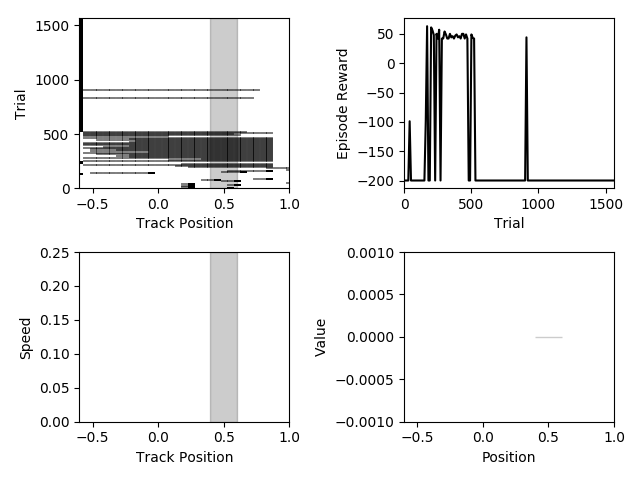 1500
1000
500
0
Trial
−0.5 0.0 0.5 1.0
Track Position
50
0
−50
−100
−150
−200
Episode Reward
0 500 1000 1500
Trial
0.25
0.20
0.15
0.10
0.05
0.00
Speed
−0.5 0.0 0.5 1.0
Track Position
0.0010
0.0005
0.0000
−0.0005
−0.0010
Value
−0.5 0.0 0.5 1.0
Position